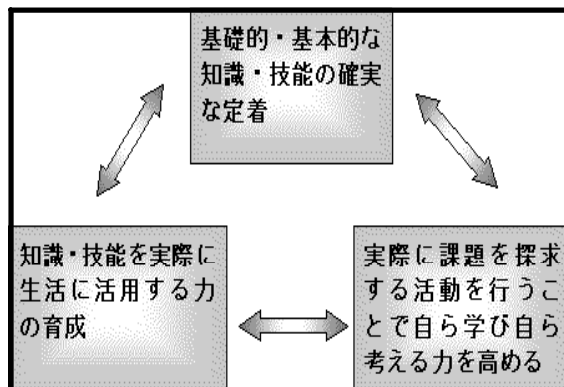 基礎的・基本的な
知識・技能の確実
な定着
知識・技能を実際に
生活に活用する力
の育成
実際に課題を探求
する活動を行うこ
とで自ら学び自ら
考える力を高める